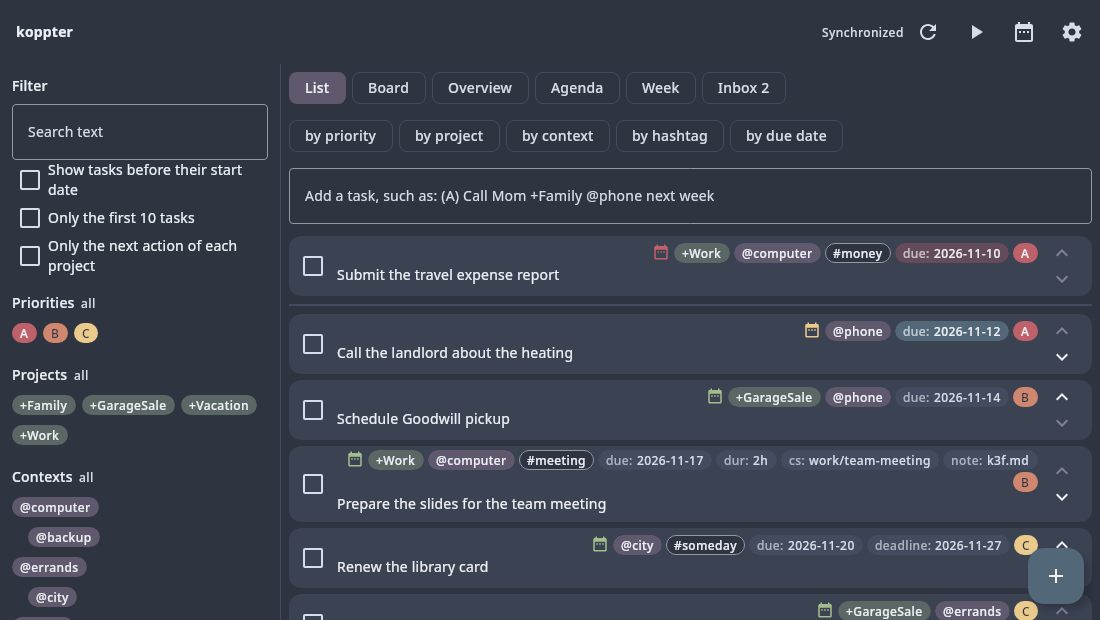 koppter
Synchronized
Filter
Search text
Show tasks before their start
date
Only the first 10 tasks
Only the next action of each
project
Priorities all
A B C
Projects all
+Family +GarageSale +Vacation
+Work
Contexts all
@computer
@backup
@errands
@city
List Board Overview Agenda Week Inbox 2
by priority by project by context by hashtag by due date
Add a task, such as: (A) Call Mom +Family @phone next week
+Work @computer #money due: 2026-11-10 A
Submit the travel expense report
@phone due: 2026-11-12 A
Call the landlord about the heating
+GarageSale @phone due: 2026-11-14 B
Schedule Goodwill pickup
+Work @computer #meeting due: 2026-11-17 dur: 2h cs: work/team-meeting note: k3f.md
B
Prepare the slides for the team meeting
@city #someday due: 2026-11-20 deadline: 2026-11-27 C
Renew the library card
+GarageSale @errands C